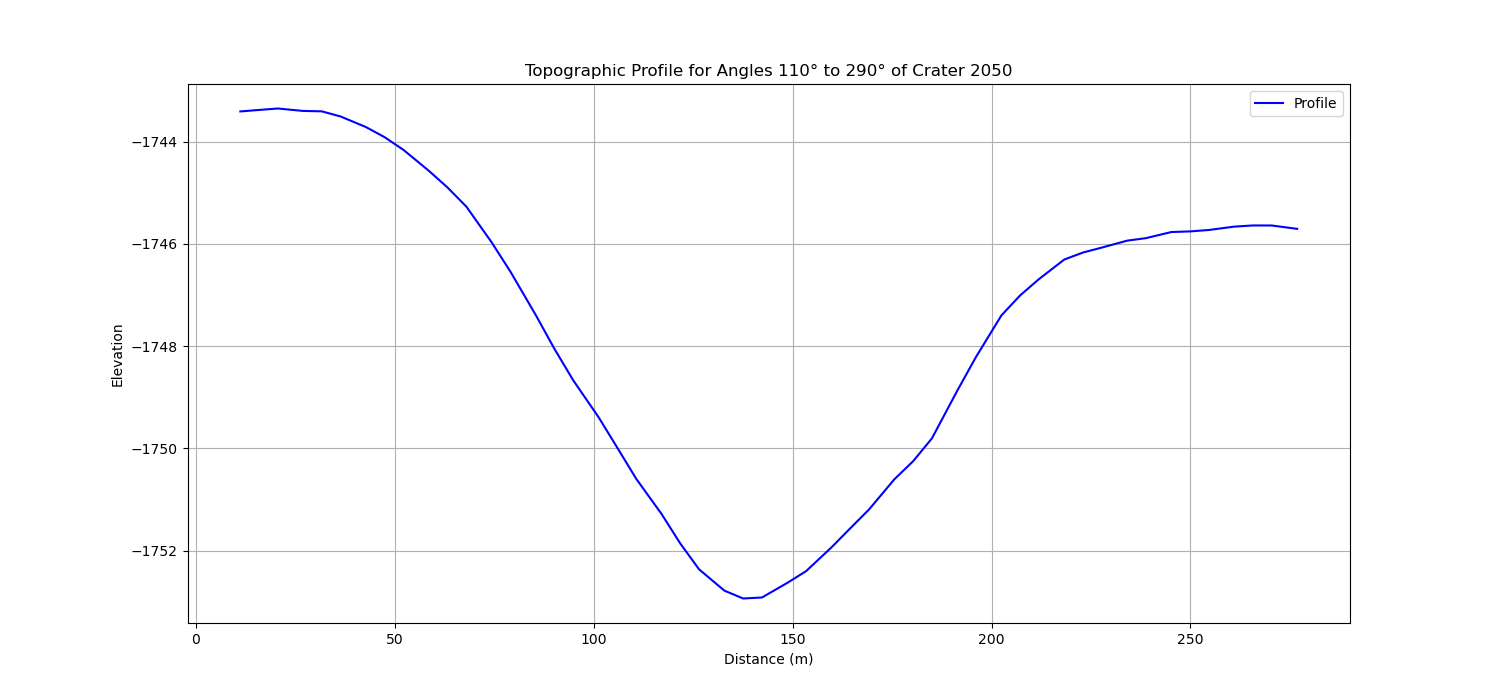 Topographic Profile for Angles 110° to 290° of Crater 2050
Profile
−1744
−1746
−1748
−1750
−1752
Elevation
0 50 100 150 200 250
Distance (m)